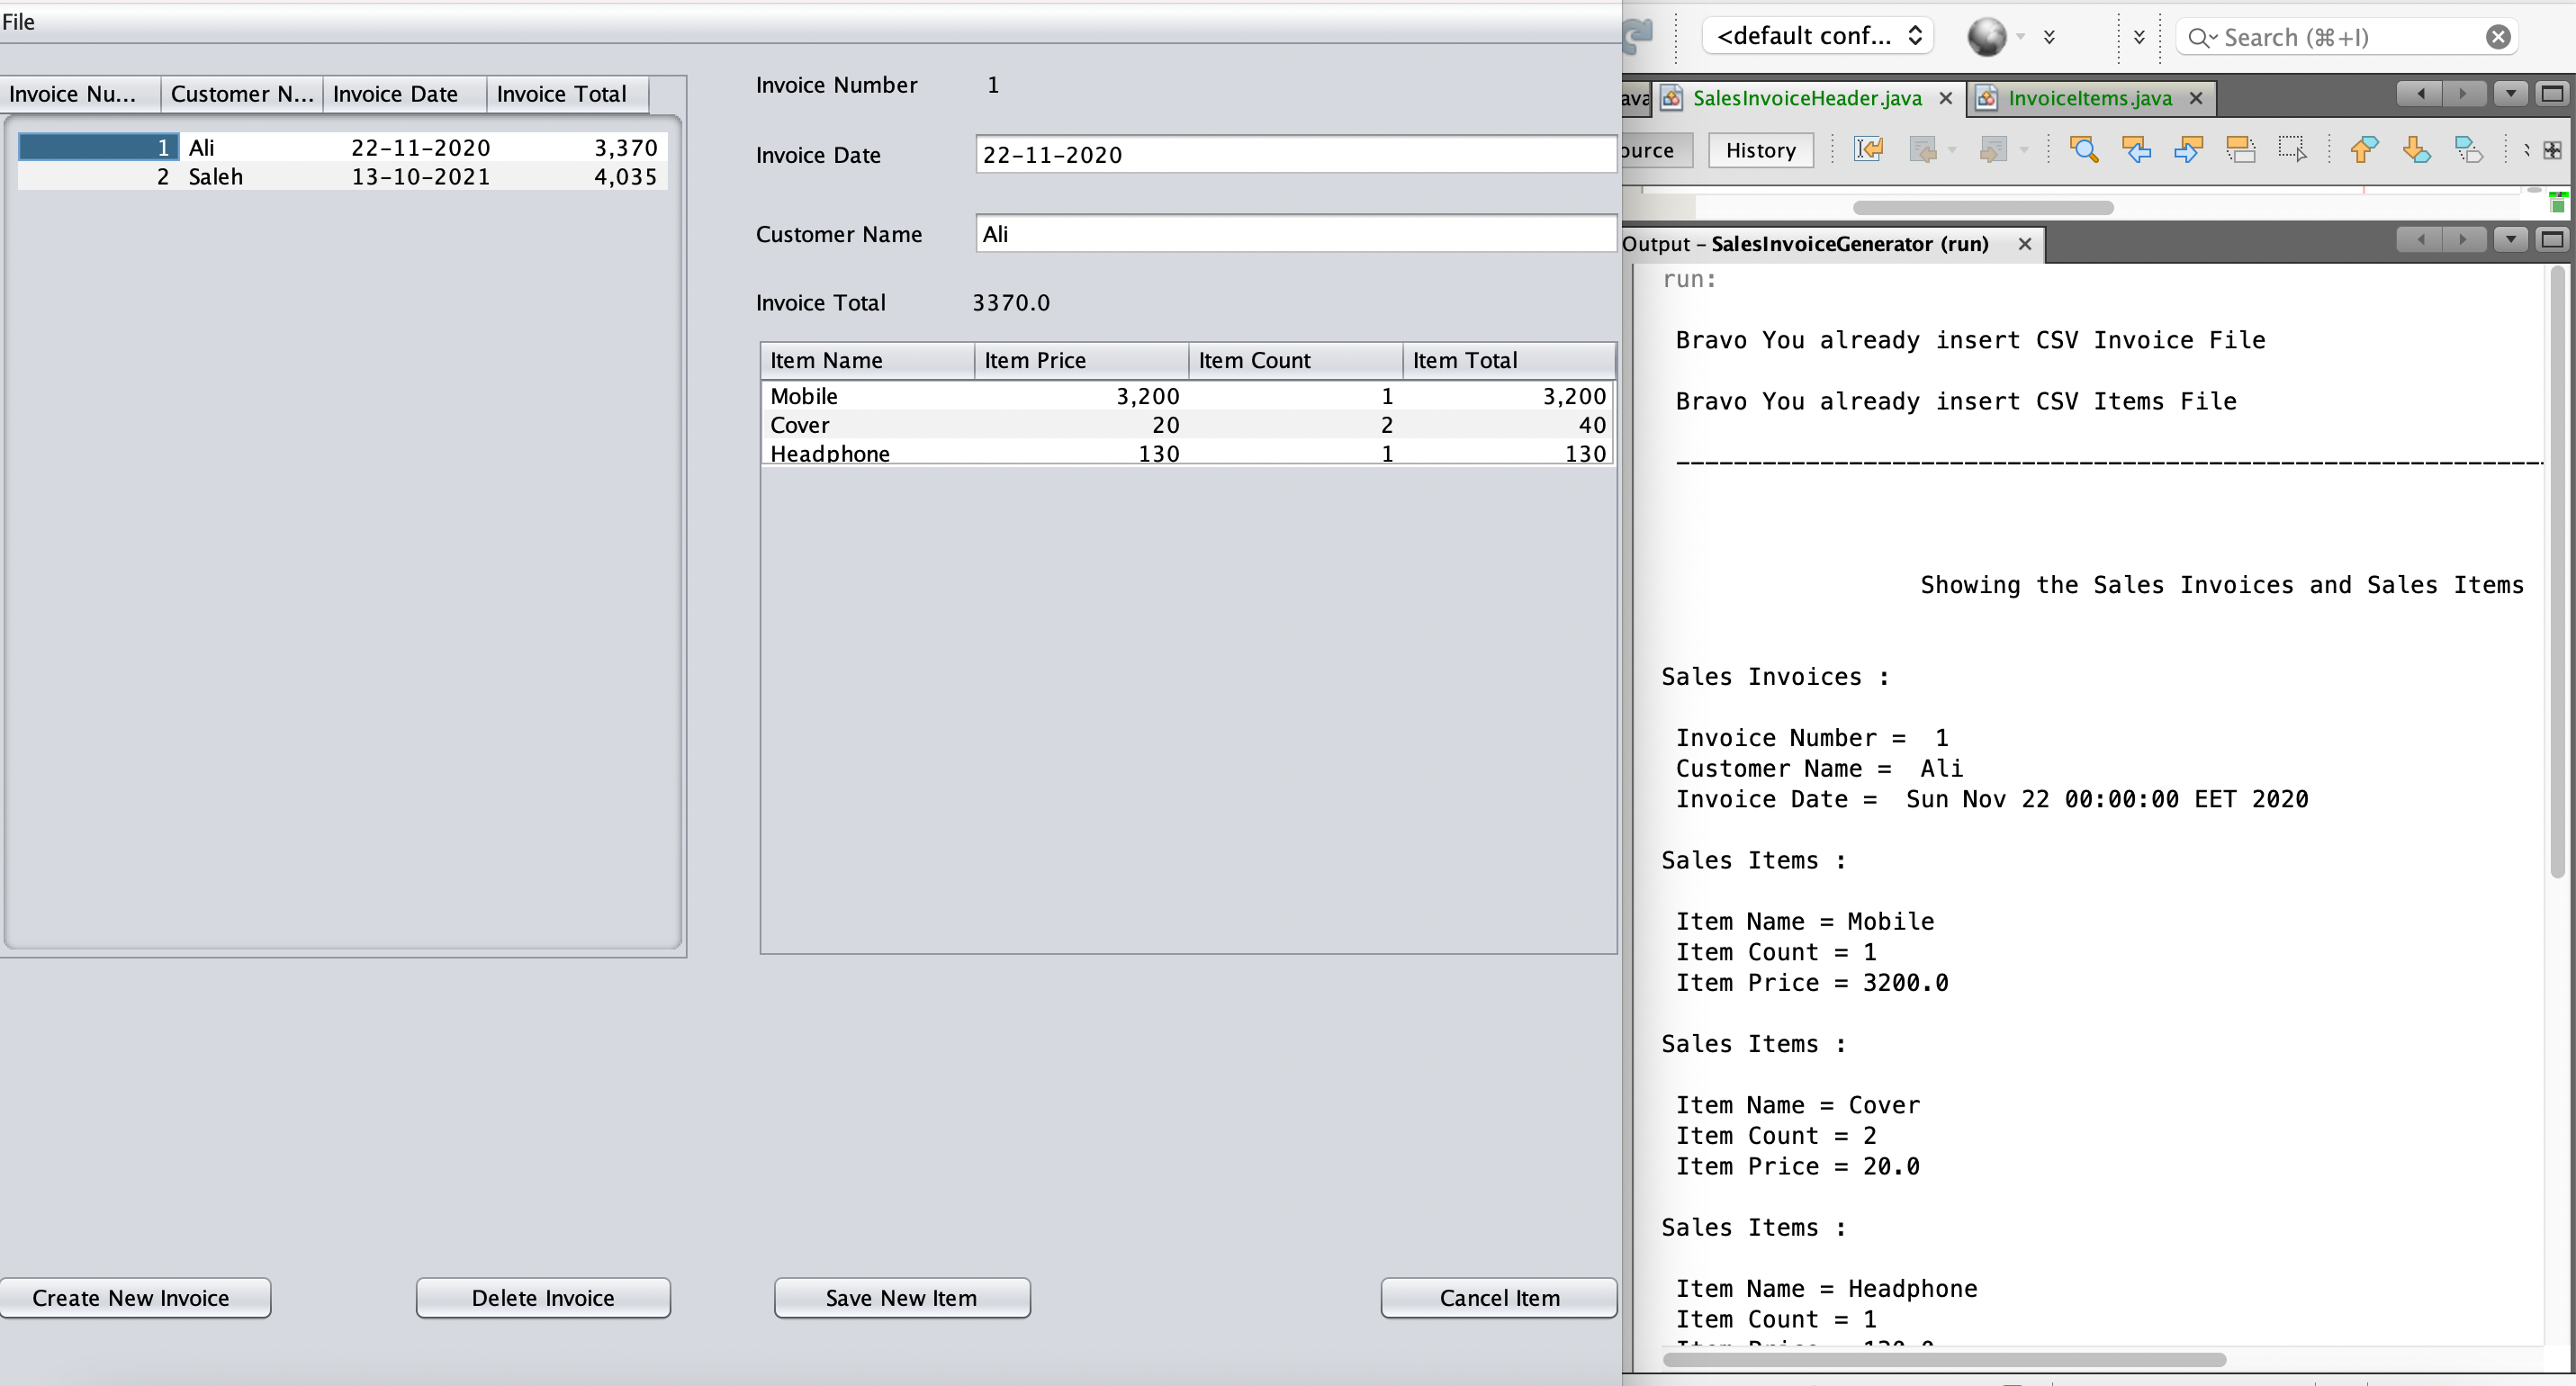 File
Invoice Nu... Customer N... Invoice Date Invoice Total
1 Ali 22-11-2020 3,370
2 Saleh 13-10-2021 4,035
Invoice Number 1
Invoice Date 22-11-2020
Customer Name Ali
Invoice Total 3370.0
Item Name Item Price Item Count Item Total
Mobile 3,200 1 3,200
Cover 20 2 40
Headphone 130 1 130
Create New Invoice Delete Invoice Save New Item Cancel Item
<default conf... Search (⌘+I)
ava SalesInvoiceHeader.java InvoiceItems.java
ource History
Output – SalesInvoiceGenerator (run)
run:
Bravo You already insert CSV Invoice File
Bravo You already insert CSV Items File
Showing the Sales Invoices and Sales Items
Sales Invoices :
Invoice Number =  1
Customer Name =  Ali
Invoice Date =  Sun Nov 22 00:00:00 EET 2020
Sales Items :
Item Name = Mobile
Item Count = 1
Item Price = 3200.0
Sales Items :
Item Name = Cover
Item Count = 2
Item Price = 20.0
Sales Items :
Item Name = Headphone
Item Count = 1